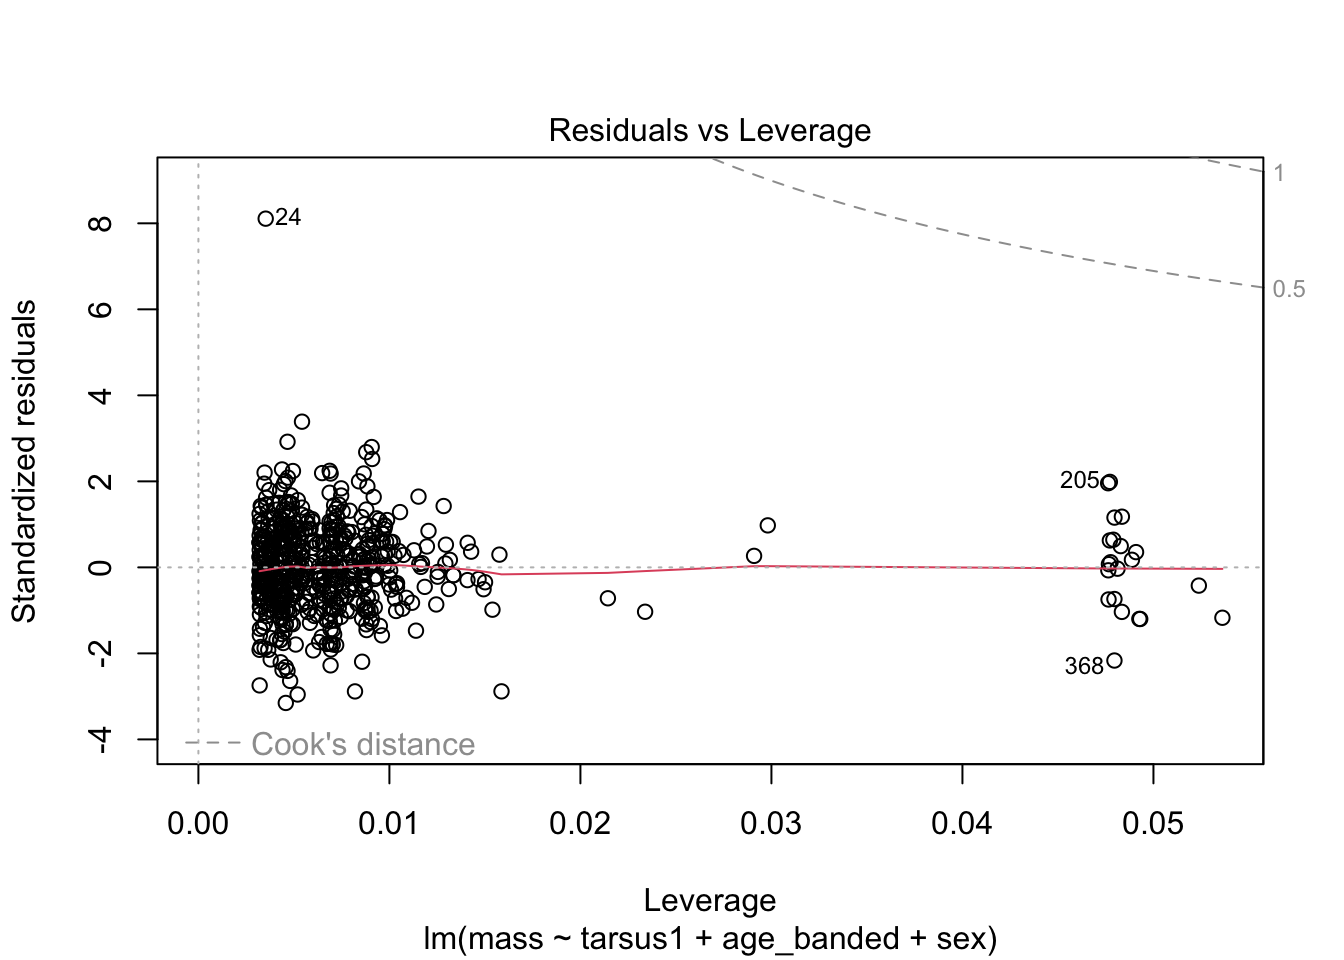 Residuals vs Leverage
Standardized residuals
8
6
4
2
0
-2
-4
24
205
368
1
0.5
Cook's distance
0.00 0.01 0.02 0.03 0.04 0.05
Leverage
lm(mass ~ tarsus1 + age_banded + sex)